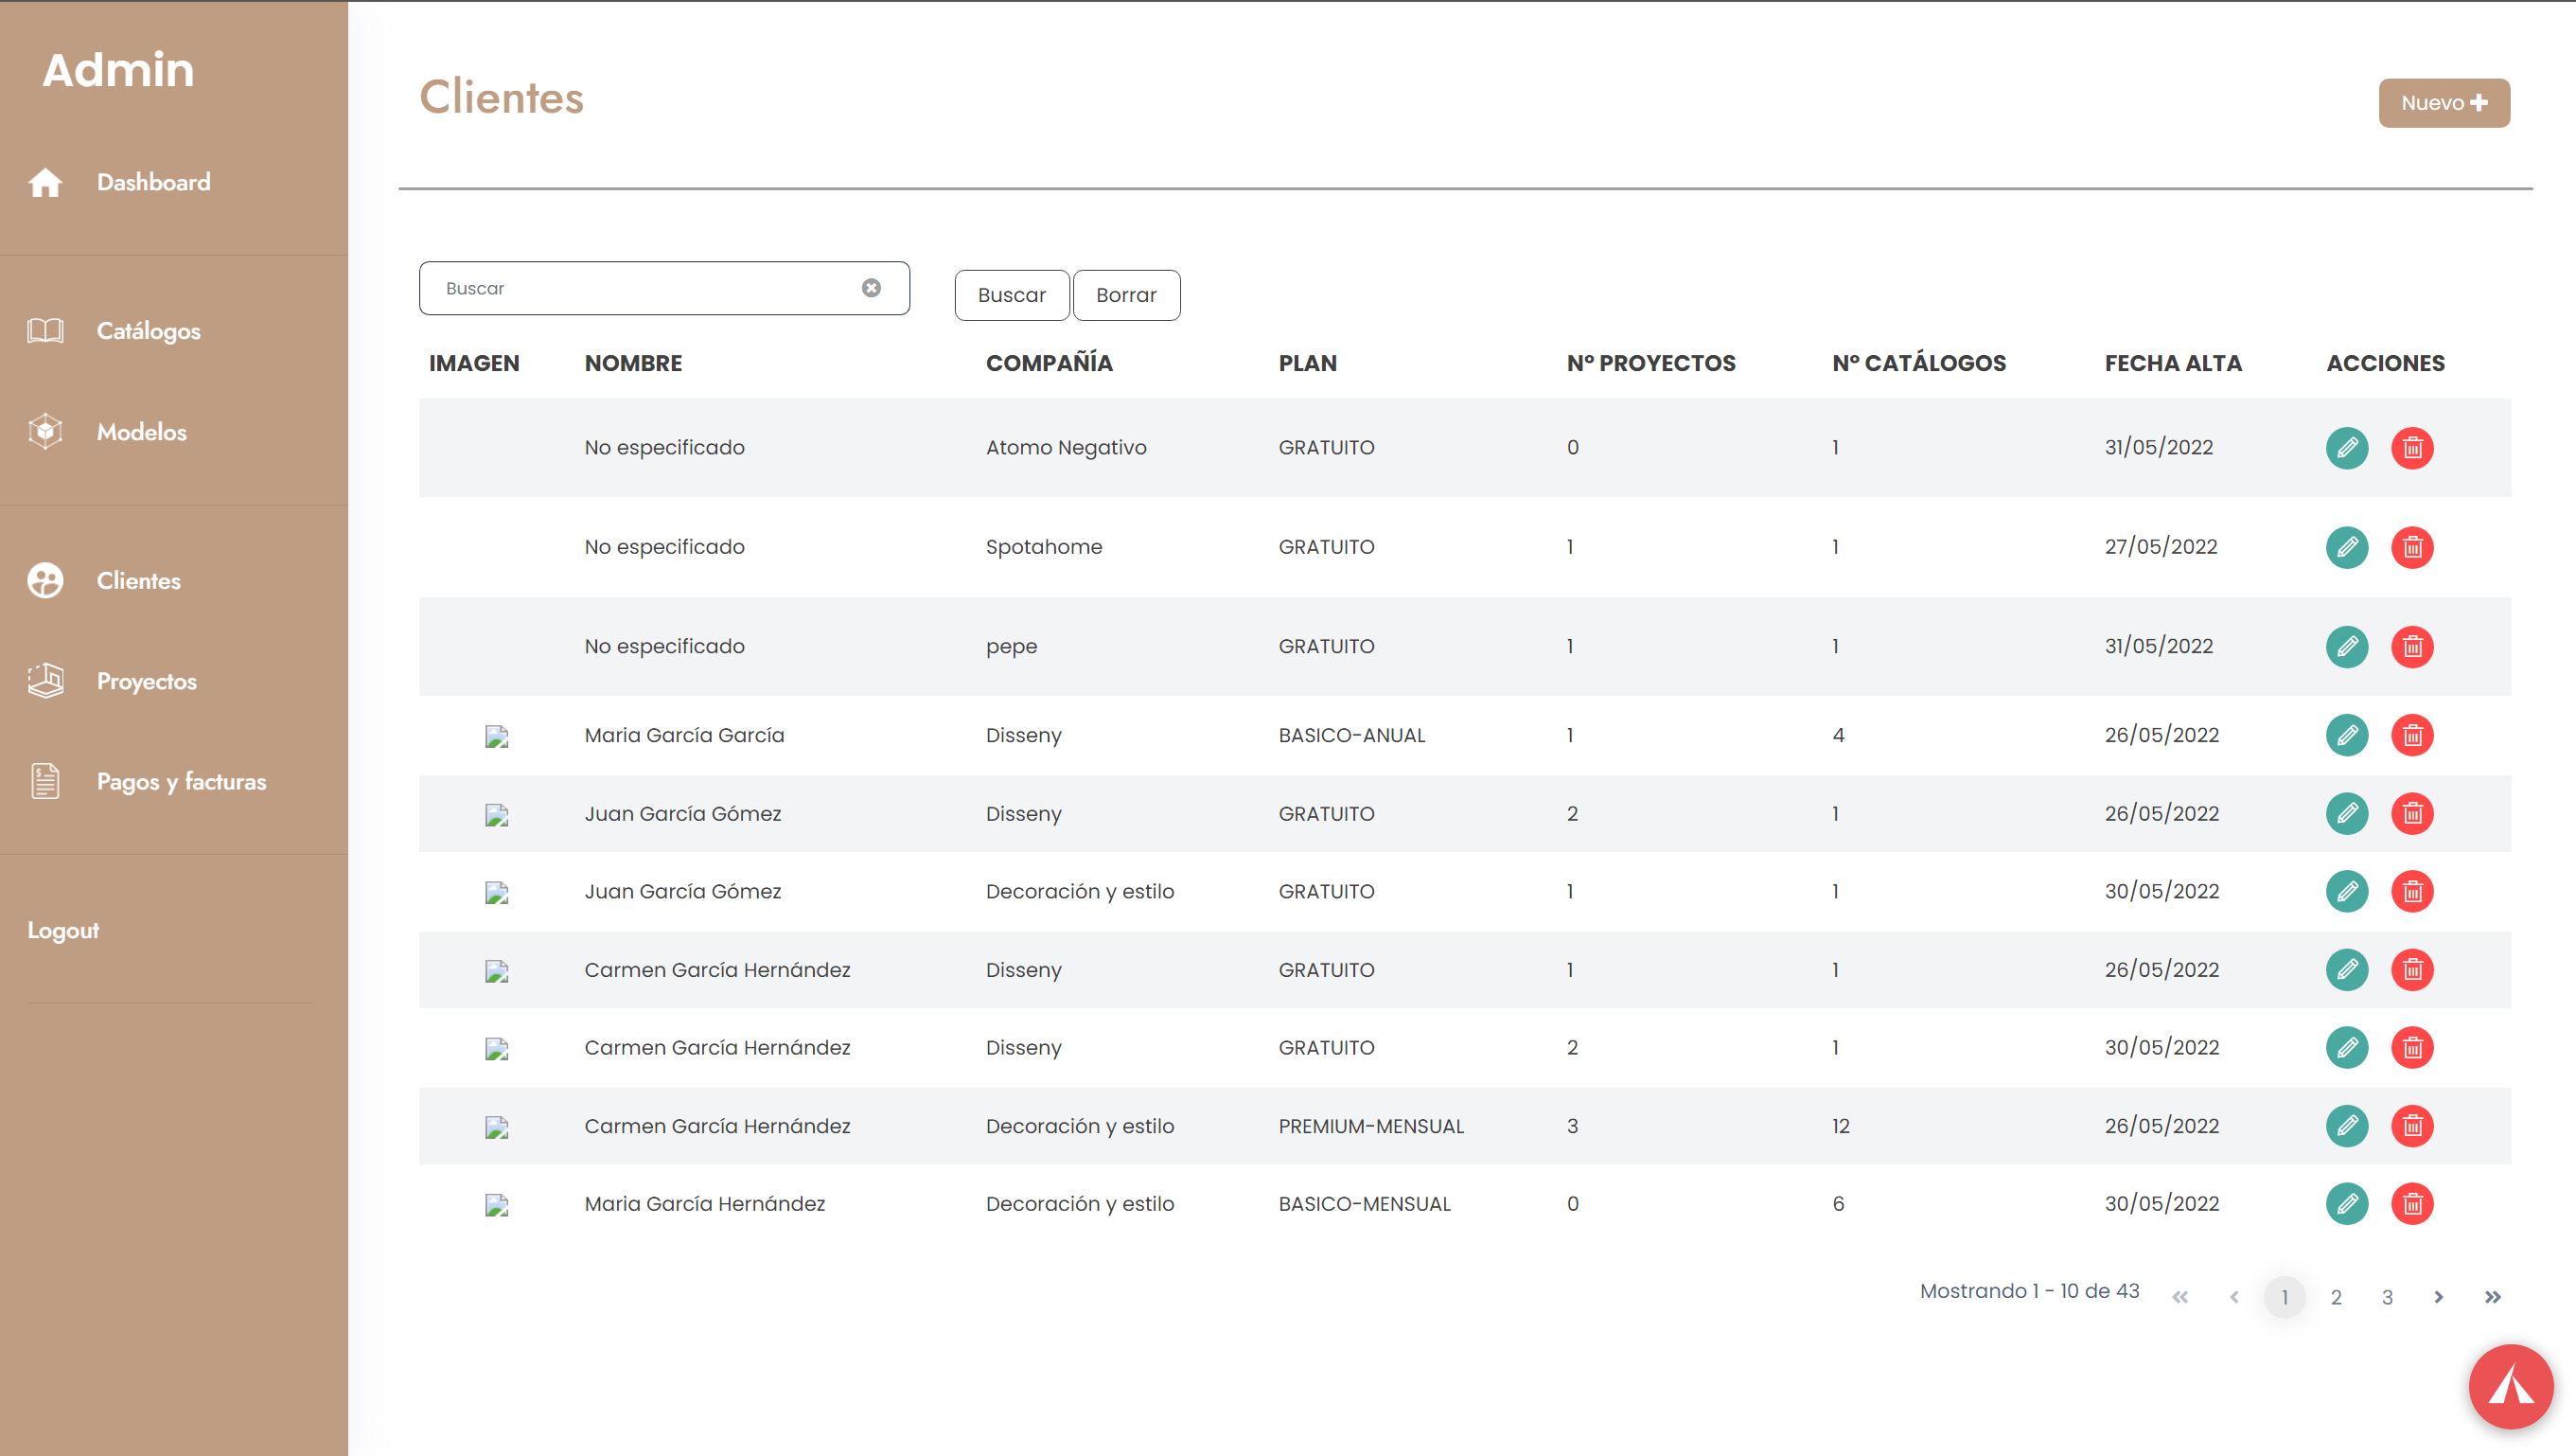 Admin
Dashboard
Catálogos
Modelos
Clientes
Proyectos
Pagos y facturas
Logout
Clientes
Nuevo
Buscar
Buscar Borrar
IMAGEN NOMBRE COMPAÑÍA PLAN Nº PROYECTOS Nº CATÁLOGOS FECHA ALTA ACCIONES
No especificado Atomo Negativo GRATUITO 0 1 31/05/2022
No especificado Spotahome GRATUITO 1 1 27/05/2022
No especificado pepe GRATUITO 1 1 31/05/2022
Maria García García Disseny BASICO-ANUAL 1 4 26/05/2022
Juan García Gómez Disseny GRATUITO 2 1 26/05/2022
Juan García Gómez Decoración y estilo GRATUITO 1 1 30/05/2022
Carmen García Hernández Disseny GRATUITO 1 1 26/05/2022
Carmen García Hernández Disseny GRATUITO 2 1 30/05/2022
Carmen García Hernández Decoración y estilo PREMIUM-MENSUAL 3 12 26/05/2022
Maria García Hernández Decoración y estilo BASICO-MENSUAL 0 6 30/05/2022
Mostrando 1 - 10 de 43 « ‹ 1 2 3 › »